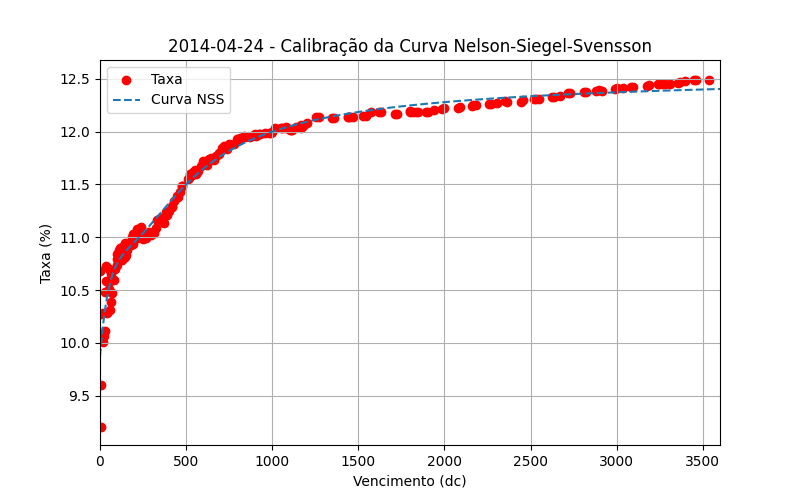 2014-04-24 - Calibração da Curva Nelson-Siegel-Svensson
Taxa
Curva NSS
Taxa (%)
12.5
12.0
11.5
11.0
10.5
10.0
9.5
0 500 1000 1500 2000 2500 3000 3500
Vencimento (dc)